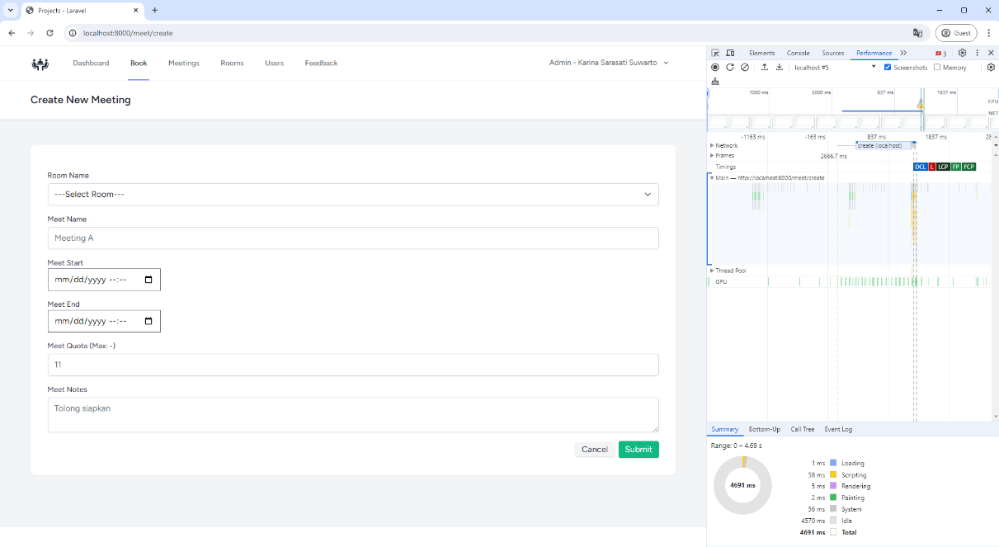 Projects - Laravel
localhost:8000/meet/create
Guest
Dashboard Book Meetings Rooms Users Feedback Admin - Karina Sarasati Suwarto
Create New Meeting
Room Name
---Select Room---
Meet Name
Meeting A
Meet Start
mm/dd/yyyy --:--
Meet End
mm/dd/yyyy --:--
Meet Quota (Max: -)
11
Meet Notes
Tolong siapkan
Cancel Submit
Elements Console Sources Performance 3
localhost #5 Screenshots Memory
1000 ms 2000 ms 837 ms 1837 ms
CPU
NET
-1163 ms -163 ms 837 ms 1837 ms
Network create (localhost)
Frames 2666.7 ms
Timings DCL L LCP FP FCP
Main — http://localhost:8000/meet/create
Thread Pool
GPU
Summary Bottom-Up Call Tree Event Log
Range: 0 – 4.69 s
4691 ms
1 ms Loading
58 ms Scripting
5 ms Rendering
2 ms Painting
56 ms System
4570 ms Idle
4691 ms Total